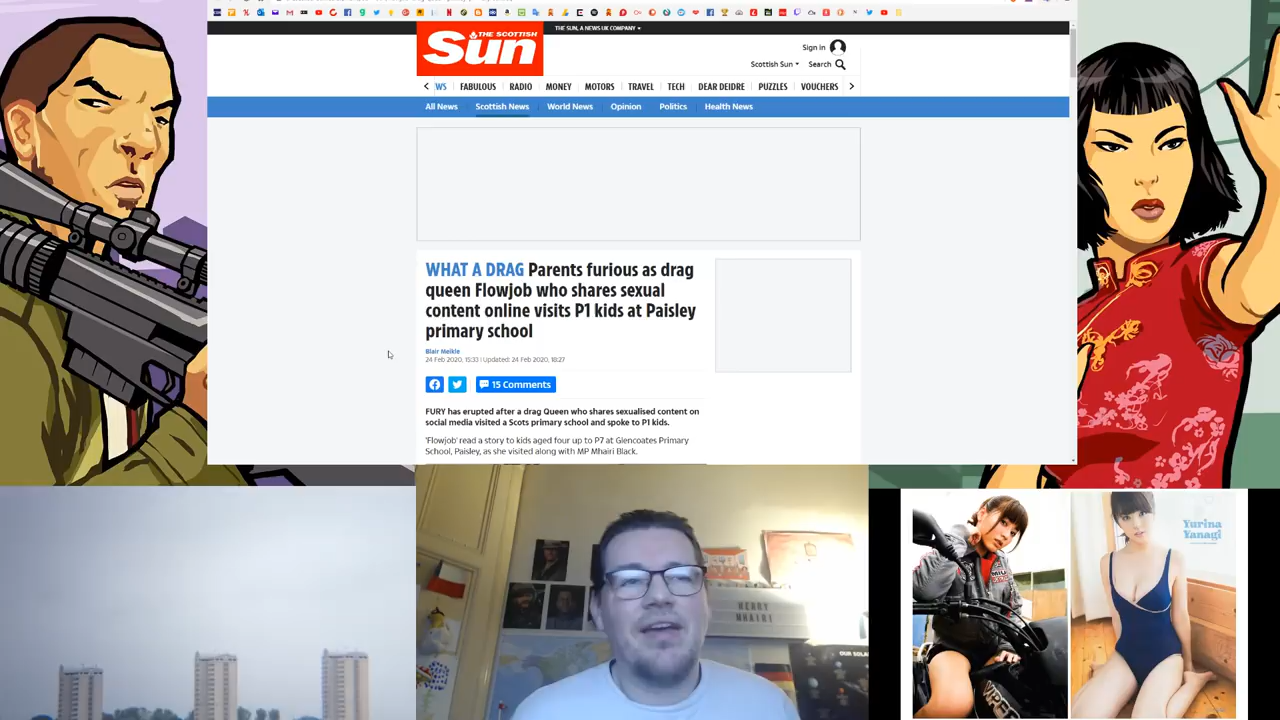 THE SCOTTISH
Sun
THE SUN, A NEWS UK COMPANY
Sign in
Scottish Sun
Search
WS FABULOUS RADIO MONEY MOTORS TRAVEL TECH DEAR DEIDRE PUZZLES VOUCHERS
All News Scottish News World News Opinion Politics Health News
WHAT A DRAG Parents furious as drag
queen Flowjob who shares sexual
content online visits P1 kids at Paisley
primary school
Blair Meikle
24 Feb 2020, 15:33 | Updated: 24 Feb 2020, 18:27
15 Comments
FURY has erupted after a drag Queen who shares sexualised content on
social media visited a Scots primary school and spoke to P1 kids.
'Flowjob' read a story to kids aged four up to P7 at Glencoates Primary
School, Paisley, as she visited along with MP Mhairi Black.
Yurina
Yanagi
MHAIRI
OUR SOLAR
VIPER